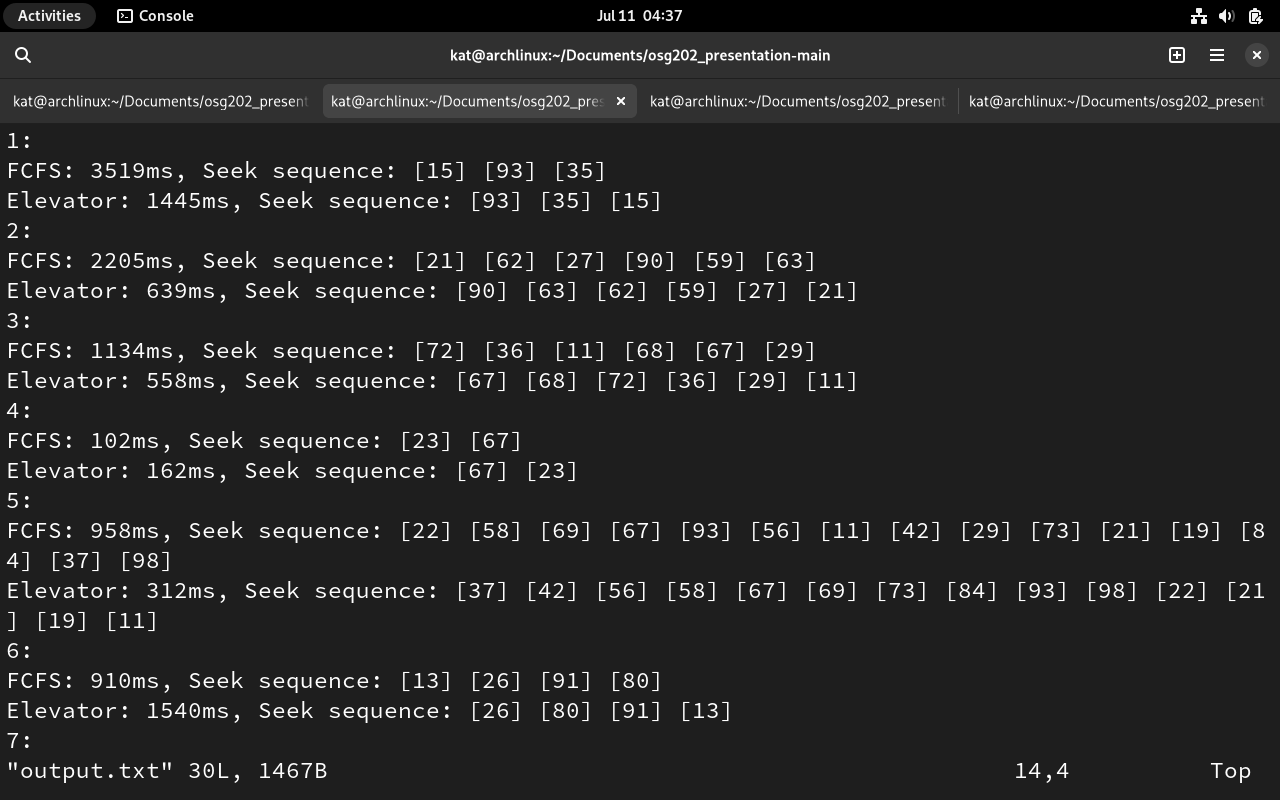 Activities
Console
Jul 11 04:37
kat@archlinux:~/Documents/osg202_presentation-main
kat@archlinux:~/Documents/osg202_present
kat@archlinux:~/Documents/osg202_pres
kat@archlinux:~/Documents/osg202_present
kat@archlinux:~/Documents/osg202_present
1:
FCFS: 3519ms, Seek sequence: [15] [93] [35]
Elevator: 1445ms, Seek sequence: [93] [35] [15]
2:
FCFS: 2205ms, Seek sequence: [21] [62] [27] [90] [59] [63]
Elevator: 639ms, Seek sequence: [90] [63] [62] [59] [27] [21]
3:
FCFS: 1134ms, Seek sequence: [72] [36] [11] [68] [67] [29]
Elevator: 558ms, Seek sequence: [67] [68] [72] [36] [29] [11]
4:
FCFS: 102ms, Seek sequence: [23] [67]
Elevator: 162ms, Seek sequence: [67] [23]
5:
FCFS: 958ms, Seek sequence: [22] [58] [69] [67] [93] [56] [11] [42] [29] [73] [21] [19] [8
4] [37] [98]
Elevator: 312ms, Seek sequence: [37] [42] [56] [58] [67] [69] [73] [84] [93] [98] [22] [21
] [19] [11]
6:
FCFS: 910ms, Seek sequence: [13] [26] [91] [80]
Elevator: 1540ms, Seek sequence: [26] [80] [91] [13]
7:
"output.txt" 30L, 1467B 14,4 Top